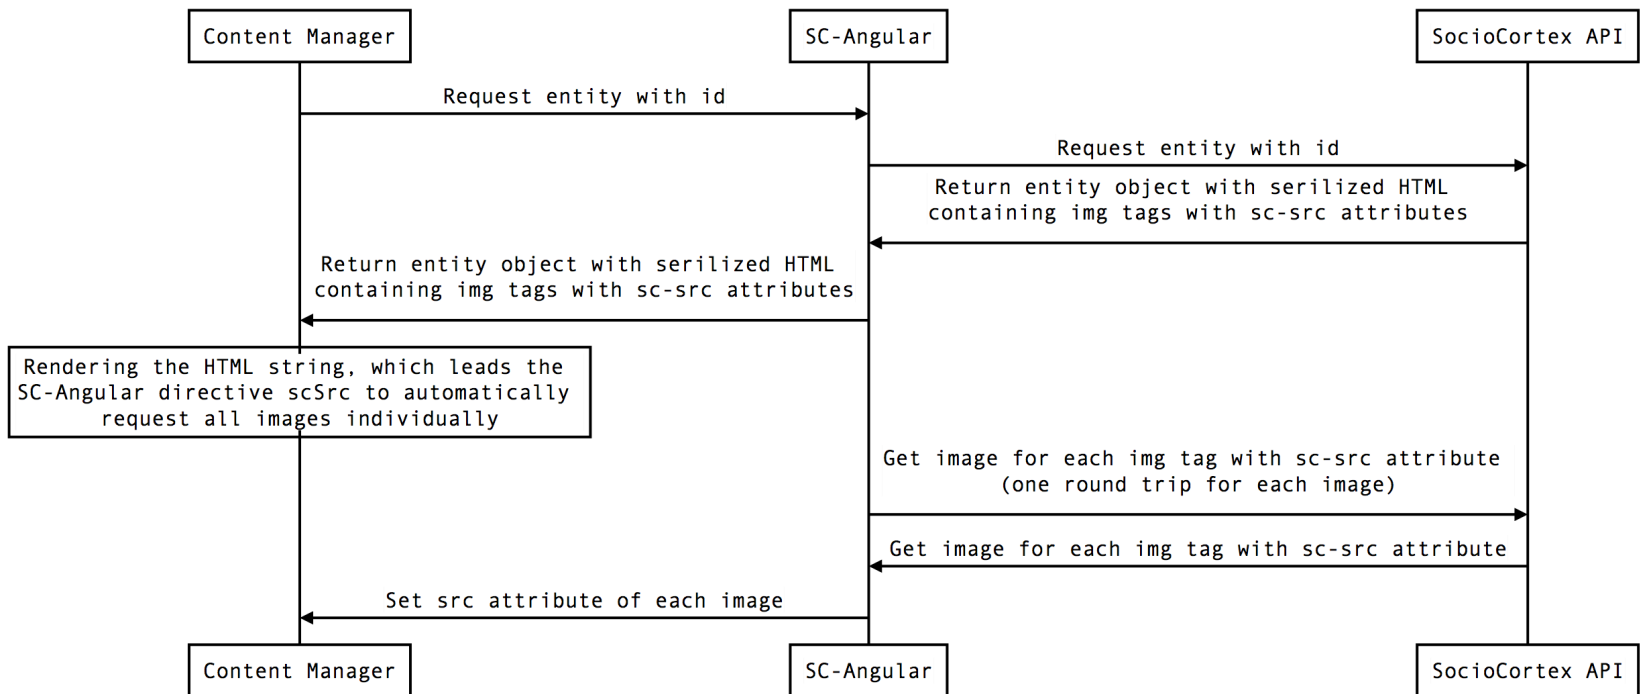 Content Manager
SC-Angular
SocioCortex API
Request entity with id
Request entity with id
Return entity object with serilized HTML
containing img tags with sc-src attributes
Return entity object with serilized HTML
containing img tags with sc-src attributes
Rendering the HTML string, which leads the
SC-Angular directive scSrc to automatically
request all images individually
Get image for each img tag with sc-src attribute
(one round trip for each image)
Get image for each img tag with sc-src attribute
Set src attribute of each image
Content Manager
SC-Angular
SocioCortex API